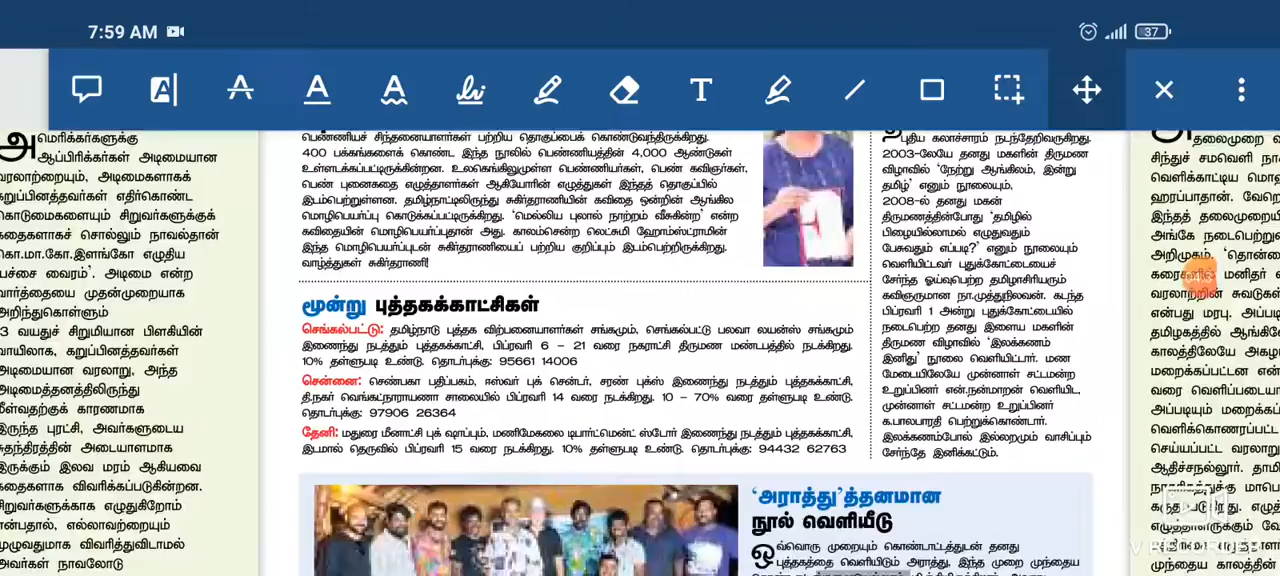 7:59 AM
37
அ மெரிக்கர்களுக்கு
ஆப்பிரிக்கர்கள் அடிமையான
வரலாற்றையும், அடிமைகளாகக்
கறுப்பினத்தவர்கள் எதிர்கொண்ட
கொடுமைகளையும் சிறுவர்களுக்குக்
கதைகளாகச் சொல்லும் நாவல்தான்
கொ.மா.கோ.இளங்கோ எழுதிய
பச்சை வைரம்'. அடிமை என்ற
வார்த்தையை முதன்முறையாக
அறிந்துகொள்ளும்
3 வயதுச் சிறுமியான பிளகியின்
வாயிலாக, கறுப்பினத்தவர்கள்
அடிமையான வரலாறு, அந்த
அடிமைத்தனத்திலிருந்து
மீள்வதற்குக் காரணமாக
இருந்த புரட்சி, அவர்களுடைய
சுதந்திரத்தின் அடையாளமாக
இருக்கும் இலவ மரம் ஆகியவை
கதைகளாக விவரிக்கப்படுகின்றன.
சிறுவர்களுக்காக எழுதுகிறோம்
என்பதால், எல்லாவற்றையும்
முழுவதுமாக விவரித்துவிடாமல்
அவர்கள் நாவலோடு
பெண்ணியச் சிந்தனையாளர்கள் பற்றிய தொகுப்பைக் கொண்டுவந்திருக்கிறது.
400 பக்கங்களைக் கொண்ட இந்த நூலில் பெண்ணியத்தின் 4,000 ஆண்டுகள்
உள்ளடக்கப்பட்டிருக்கின்றன. உலகெங்கிலுமுள்ள பெண்ணியர்கள், பெண் கவிஞர்கள்,
பெண் புனைகதை எழுத்தாளர்கள் ஆகியோரின் எழுத்துகள் இந்தத் தொகுப்பில்
இடம்பெற்றுள்ளன. தமிழ்நாட்டிலிருந்து சுகிர்தராணியின் கவிதை ஒன்றின் ஆங்கில
மொழிபெயர்ப்பு கொடுக்கப்பட்டிருக்கிறது. 'மெல்லிய புலால் நாற்றம் வீசுகின்ற' என்ற
கவிதையின் மொழிபெயர்ப்புதான் அது. காலம்சென்ற லெட்சுமி ஹோம்ஸ்ட்ராமின்
இந்த மொழிபெயர்ப்புடன் சுகிர்தராணியைப் பற்றிய குறிப்பும் இடம்பெற்றிருக்கிறது.
வாழ்த்துகள் சுகிர்தராணி!
மூன்று புத்தகக்காட்சிகள்
செங்கல்பட்டு: தமிழ்நாடு புத்தக விற்பனையாளர்கள் சங்கமும், செங்கல்பட்டு பலவா லயன்ஸ் சங்கமும்
இணைந்து நடத்தும் புத்தகக்காட்சி, பிப்ரவரி 6 – 21 வரை நகராட்சி திருமண மண்டபத்தில் நடக்கிறது.
10% தள்ளுபடி உண்டு. தொடர்புக்கு: 95661 14006
சென்னை: செண்பகா பதிப்பகம், ஈஸ்வர் புக் சென்டர், சரண் புக்ஸ் இணைந்து நடத்தும் புத்தகக்காட்சி,
தி.நகர் வெங்கட்நாராயணா சாலையில் பிப்ரவரி 14 வரை நடக்கிறது. 10 – 70% வரை தள்ளுபடி உண்டு.
தொடர்புக்கு: 97906 26364
தேனி: மதுரை மீனாட்சி புக் ஷாப்பும், மணிமேகலை டிபார்ட்மென்ட் ஸ்டோர் இணைந்து நடத்தும் புத்தகக்காட்சி,
இடமால் தெருவில் பிப்ரவரி 15 வரை நடக்கிறது. 10% தள்ளுபடி உண்டு. தொடர்புக்கு: 94432 62763
புதிய கலாச்சாரம் நடந்தேறிவருகிறது.
2003-லேயே தனது மகளின் திருமண
விழாவில் 'நேற்று ஆங்கிலம், இன்று
தமிழ்' எனும் நூலையும்,
2008-ல் தனது மகன்
திருமணத்தின்போது 'தமிழில்
பிழையில்லாமல் எழுதுவதும்
பேசுவதும் எப்படி?' எனும் நூலையும்
வெளியிட்டவர் புதுக்கோட்டையைச்
சேர்ந்த ஓய்வுபெற்ற தமிழாசிரியரும்
கவிஞருமான நா.முத்துநிலவன். கடந்த
பிப்ரவரி 1 அன்று புதுக்கோட்டையில்
நடைபெற்ற தனது இளைய மகளின்
திருமண விழாவில் 'இலக்கணம்
இனிது' நூலை வெளியிட்டார். மண
மேடையிலேயே முன்னாள் சட்டமன்ற
உறுப்பினர் என்.நன்மாறன் வெளியிட,
முன்னாள் சட்டமன்ற உறுப்பினர்
க.பாலபாரதி பெற்றுக்கொண்டார்.
இலக்கணம்போல் இல்லறமும் வாசிப்பும்
சேர்ந்தே இனிக்கட்டும்.
'அராத்து'த்தனமான
நூல் வெளியீடு
ஒ வ்வொரு முறையும் கொண்டாட்டத்துடன் தனது
புத்தகத்தை வெளியிடும் அராத்து, இந்த முறை முந்தைய
தலைமுறை
சிந்துச் சமவெளி
வெளிக்காட்டிய
ஹரப்பாதான்.
இந்தத் தலைமுறை
அங்கே நடைபெற்று
அறிமுகம்.
மனிதர்
வரலாற்றின் சுவடுகள்
என்பது மரபு.
தமிழகத்தில்
காலத்திலேயே
மறைக்கப்பட்டன
வரை
அப்படியும்
வெளிக்கொணரப்பட்ட
செய்யப்பட்ட
ஆதிச்சநல்லூர்.
முந்தைய காலத்தின்
V RECORDER